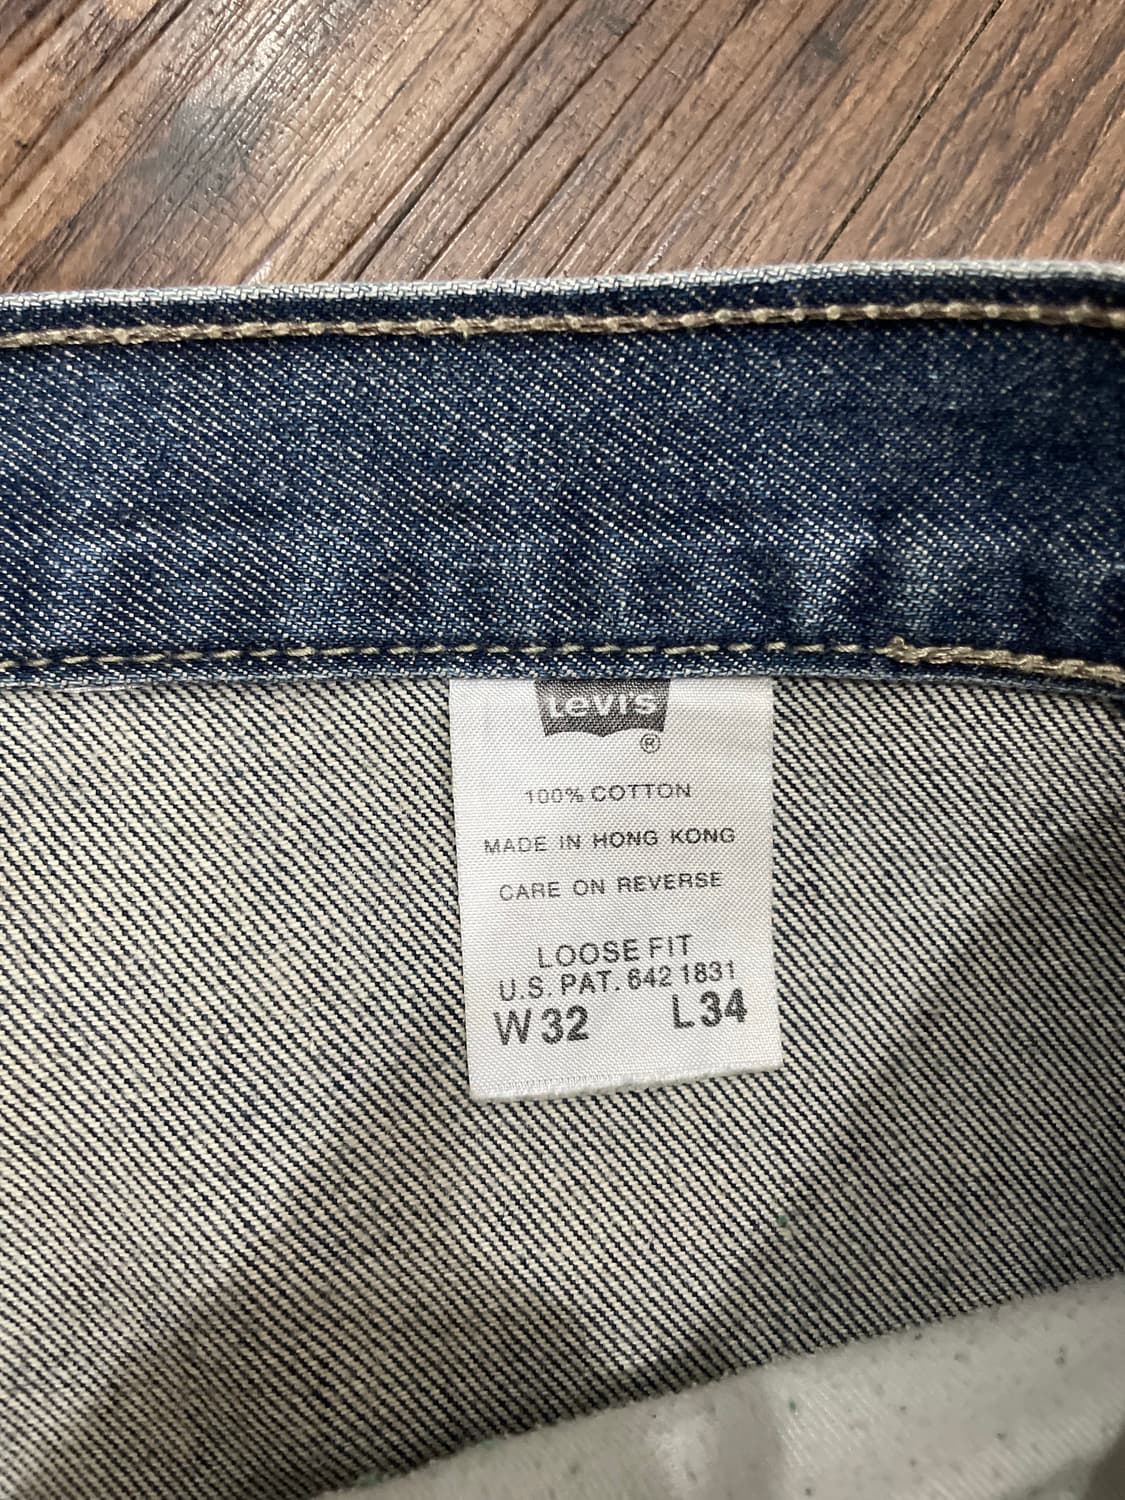 Levi's
®
100% COTTON
MADE IN HONG KONG
CARE ON REVERSE
LOOSE FIT
U.S. PAT. 642 1831
W 32 L 34